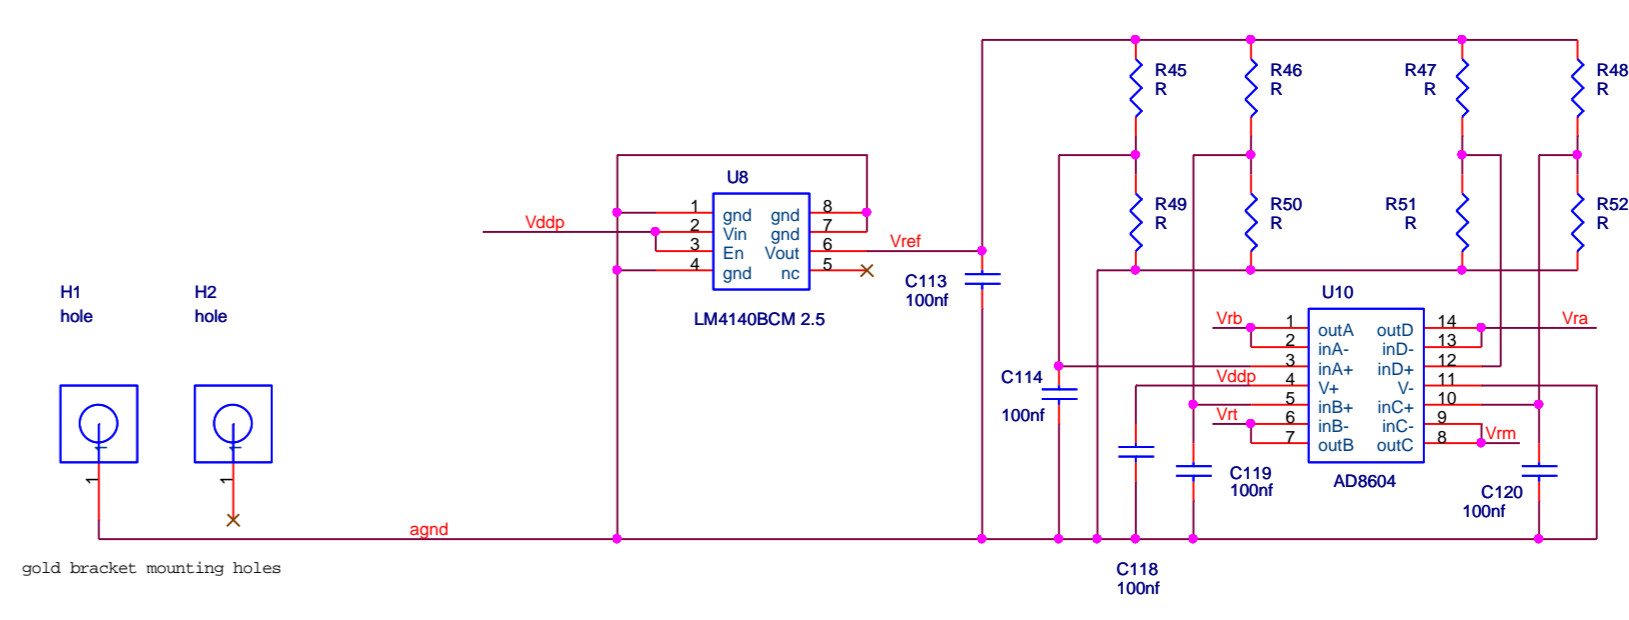 R45
R
R46
R
R47
R
R48
R
U8
Vddp
1 gnd gnd 8
2 Vin gnd 7
3 En Vout 6
4 gnd nc 5
Vref
LM4140BCM 2.5
C113
100nf
R49
R
R50
R
R51
R
R52
R
H1
hole
H2
hole
1
1
1
1
agnd
gold bracket mounting holes
U10
Vrb
Vra
1 outA outD 14
2 inA- inD- 13
3 inA+ inD+ 12
Vddp
4 V+ V- 11
5 inB+ inC+ 10
Vrt
6 inB- inC- 9
7 outB outC 8
Vrm
AD8604
C114
100nf
C119
100nf
C120
100nf
C118
100nf